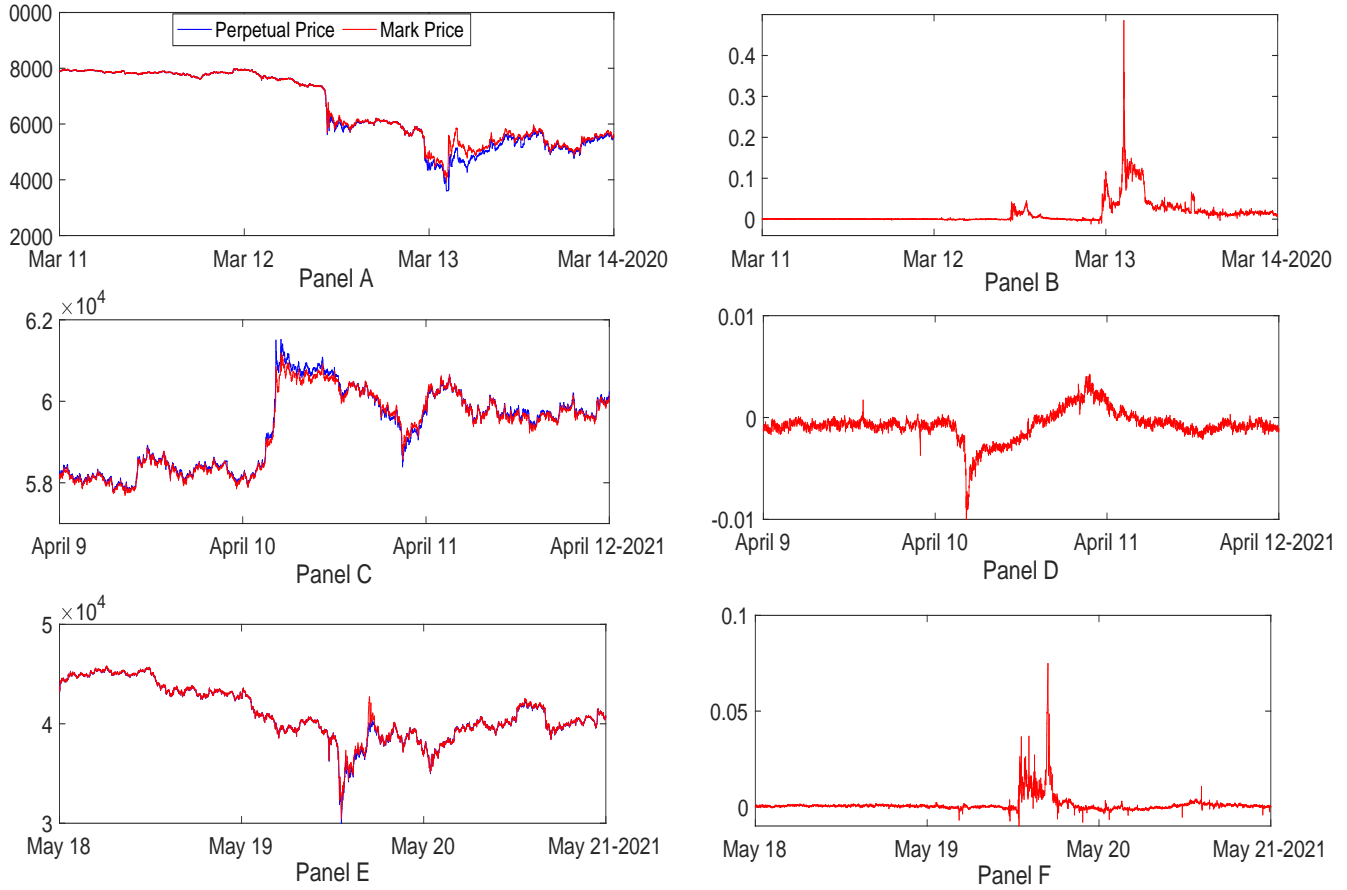 0000
Perpetual Price
Mark Price
8000
6000
4000
2000
Mar 11
Mar 12
Mar 13
Mar 14-2020
Panel A
0.4
0.3
0.2
0.1
0
Mar 11
Mar 12
Mar 13
Mar 14-2020
Panel B
×10⁴
6.2
6
5.8
April 9
April 10
April 11
April 12-2021
Panel C
0.01
0
-0.01
April 9
April 10
April 11
April 12-2021
Panel D
×10⁴
5
4
3
May 18
May 19
May 20
May 21-2021
Panel E
0.1
0.05
0
May 18
May 19
May 20
May 21-2021
Panel F